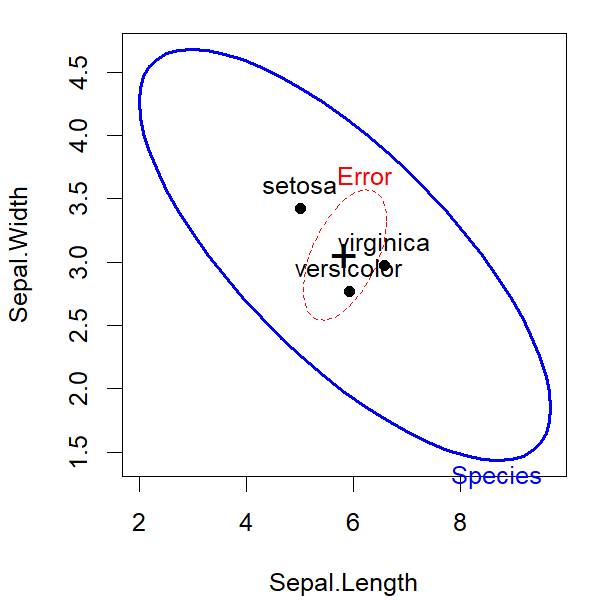 Sepal.Width
4.5
4.0
3.5
3.0
2.5
2.0
1.5
Error
setosa
virginica
versicolor
Species
2 4 6 8
Sepal.Length